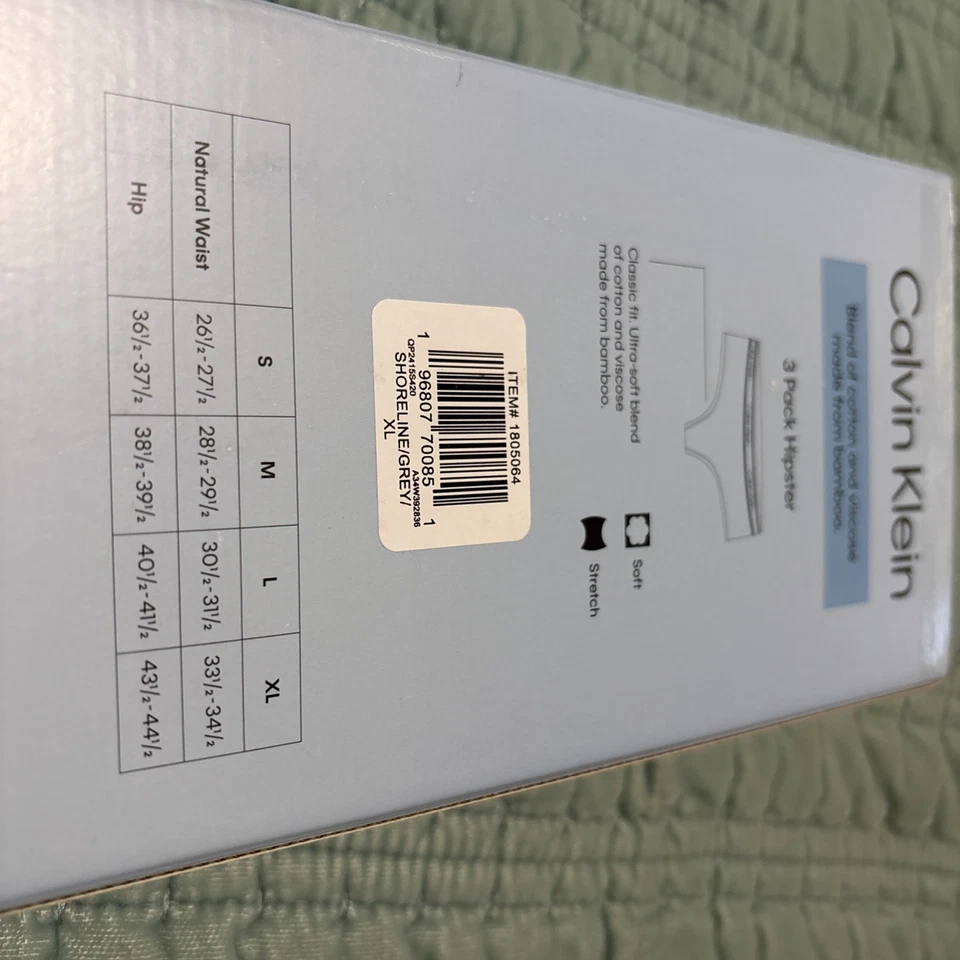 Calvin Klein
Blend of cotton and viscose
made from bamboo.
3 Pack Hipster
Classic fit. Ultra-soft blend
of cotton and viscose
made from bamboo.
Soft
Stretch
ITEM# 1805064
1 96807 70085 1
QP2415S420 A34W392836
SHORELINE/GREY/
XL
S M L XL
Natural Waist 26½-27½ 28½-29½ 30½-31½ 33½-34½
Hip 36½-37½ 38½-39½ 40½-41½ 43½-44½